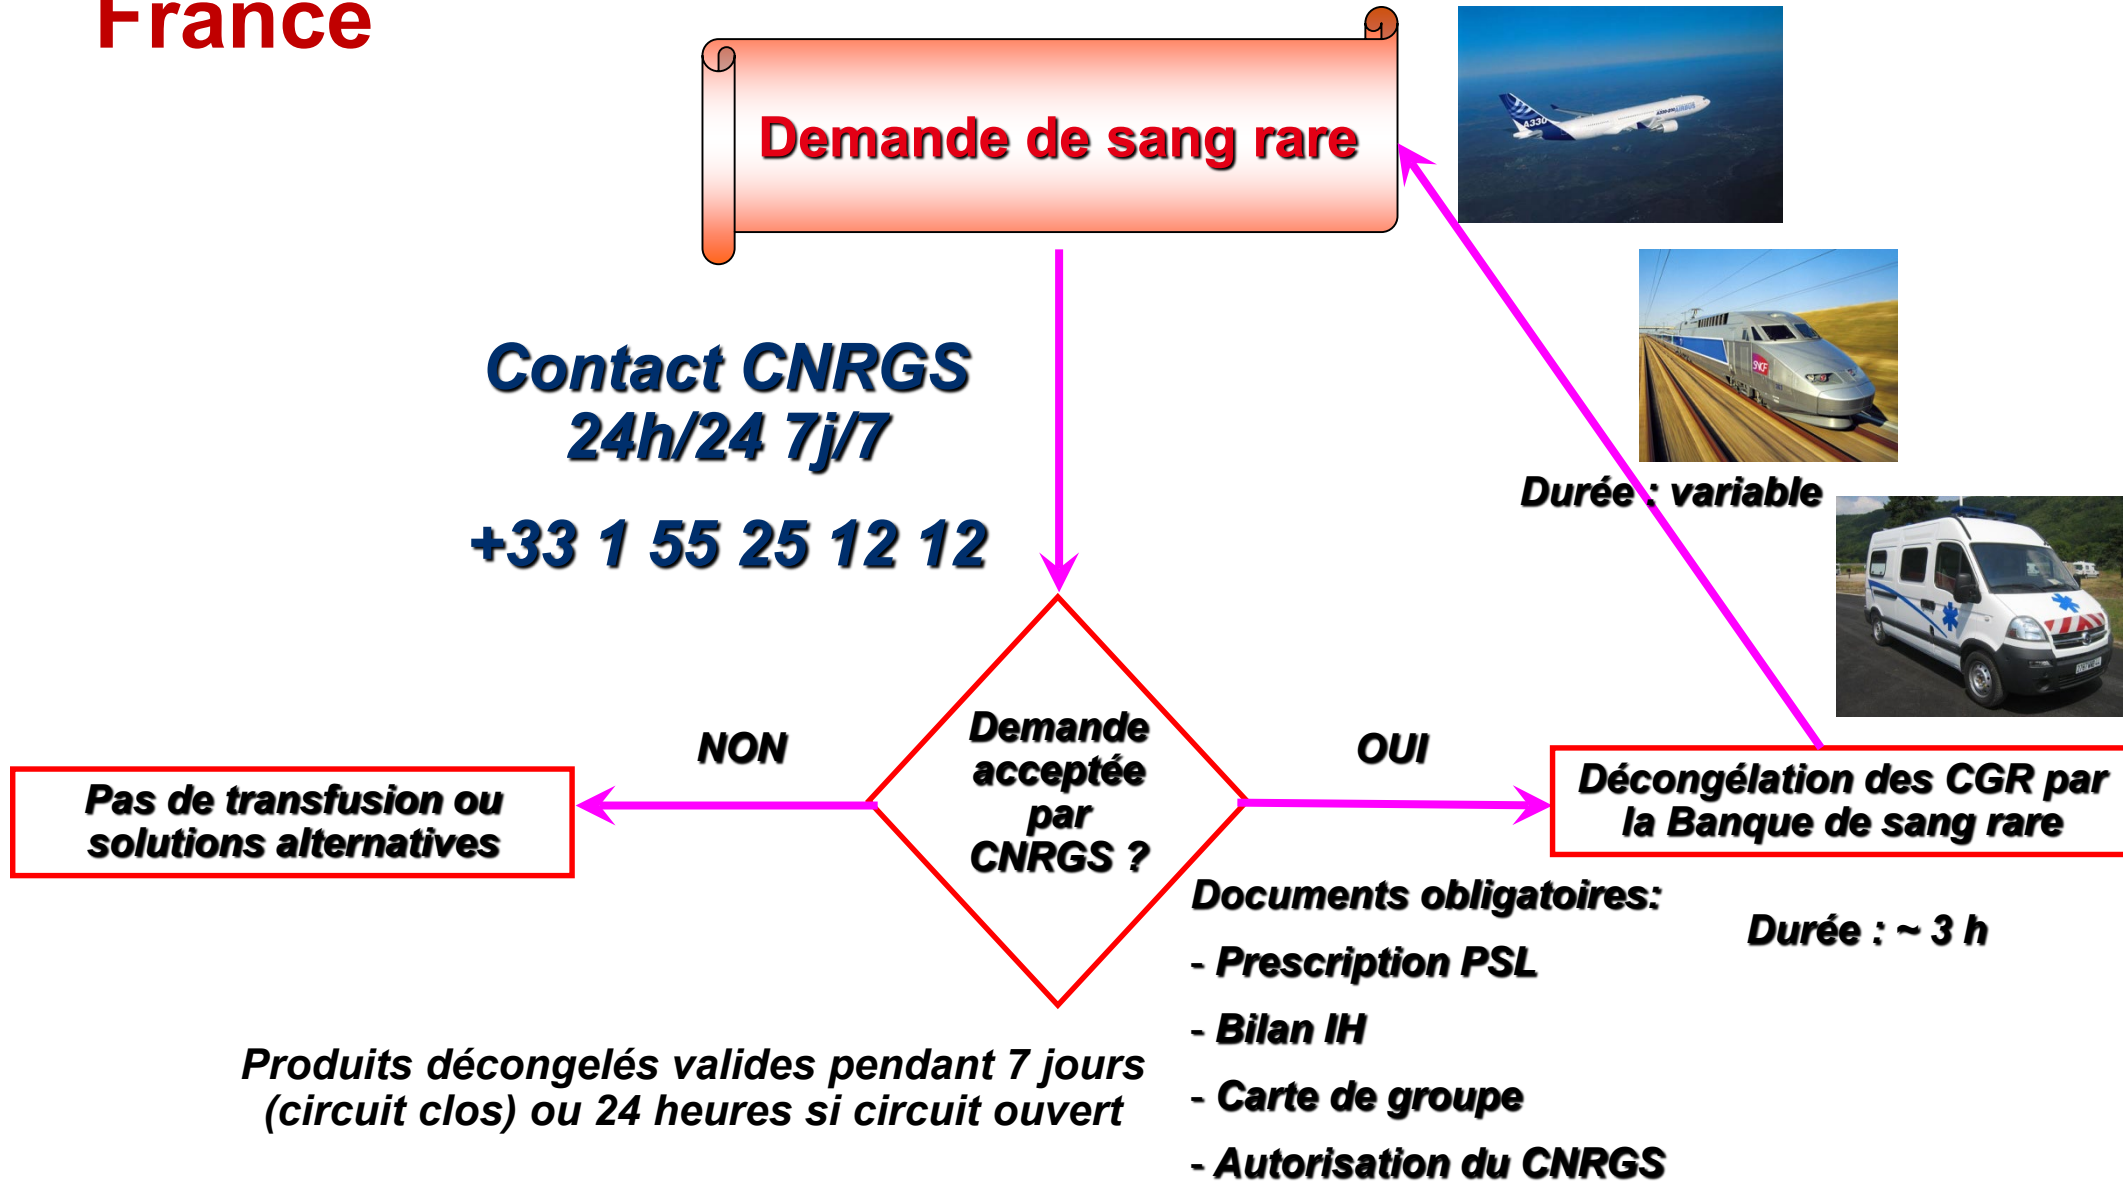 France
Demande de sang rare
A330
AIRBUS
Contact CNRGS
24h/24 7j/7
+33 1 55 25 12 12
SNCF
Durée : variable
NON
Demande
acceptée
par
CNRGS ?
OUI
Pas de transfusion ou
solutions alternatives
Décongélation des CGR par
la Banque de sang rare
Documents obligatoires:
- Prescription PSL
- Bilan IH
- Carte de groupe
- Autorisation du CNRGS
Durée : ~ 3 h
Produits décongelés valides pendant 7 jours
(circuit clos) ou 24 heures si circuit ouvert